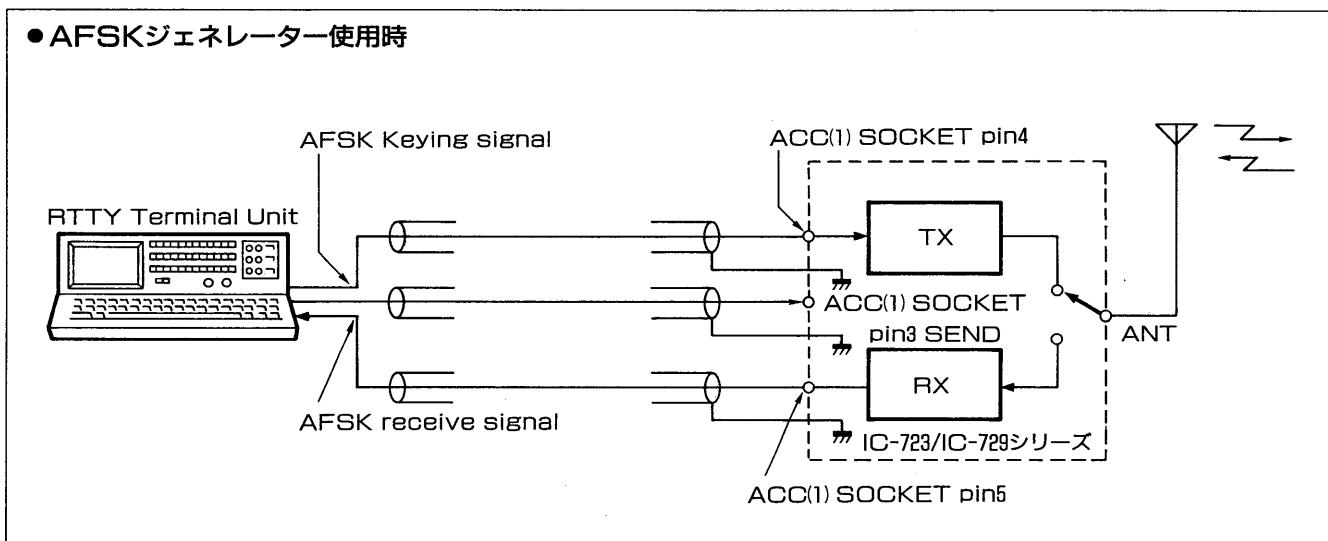 ●AFSKジェネレーター使用時
AFSK Keying signal
ACC(1) SOCKET pin4
RTTY Terminal Unit
TX
ACC(1) SOCKET
pin3 SEND
ANT
RX
AFSK receive signal
IC-723/IC-729シリーズ
ACC(1) SOCKET pin5